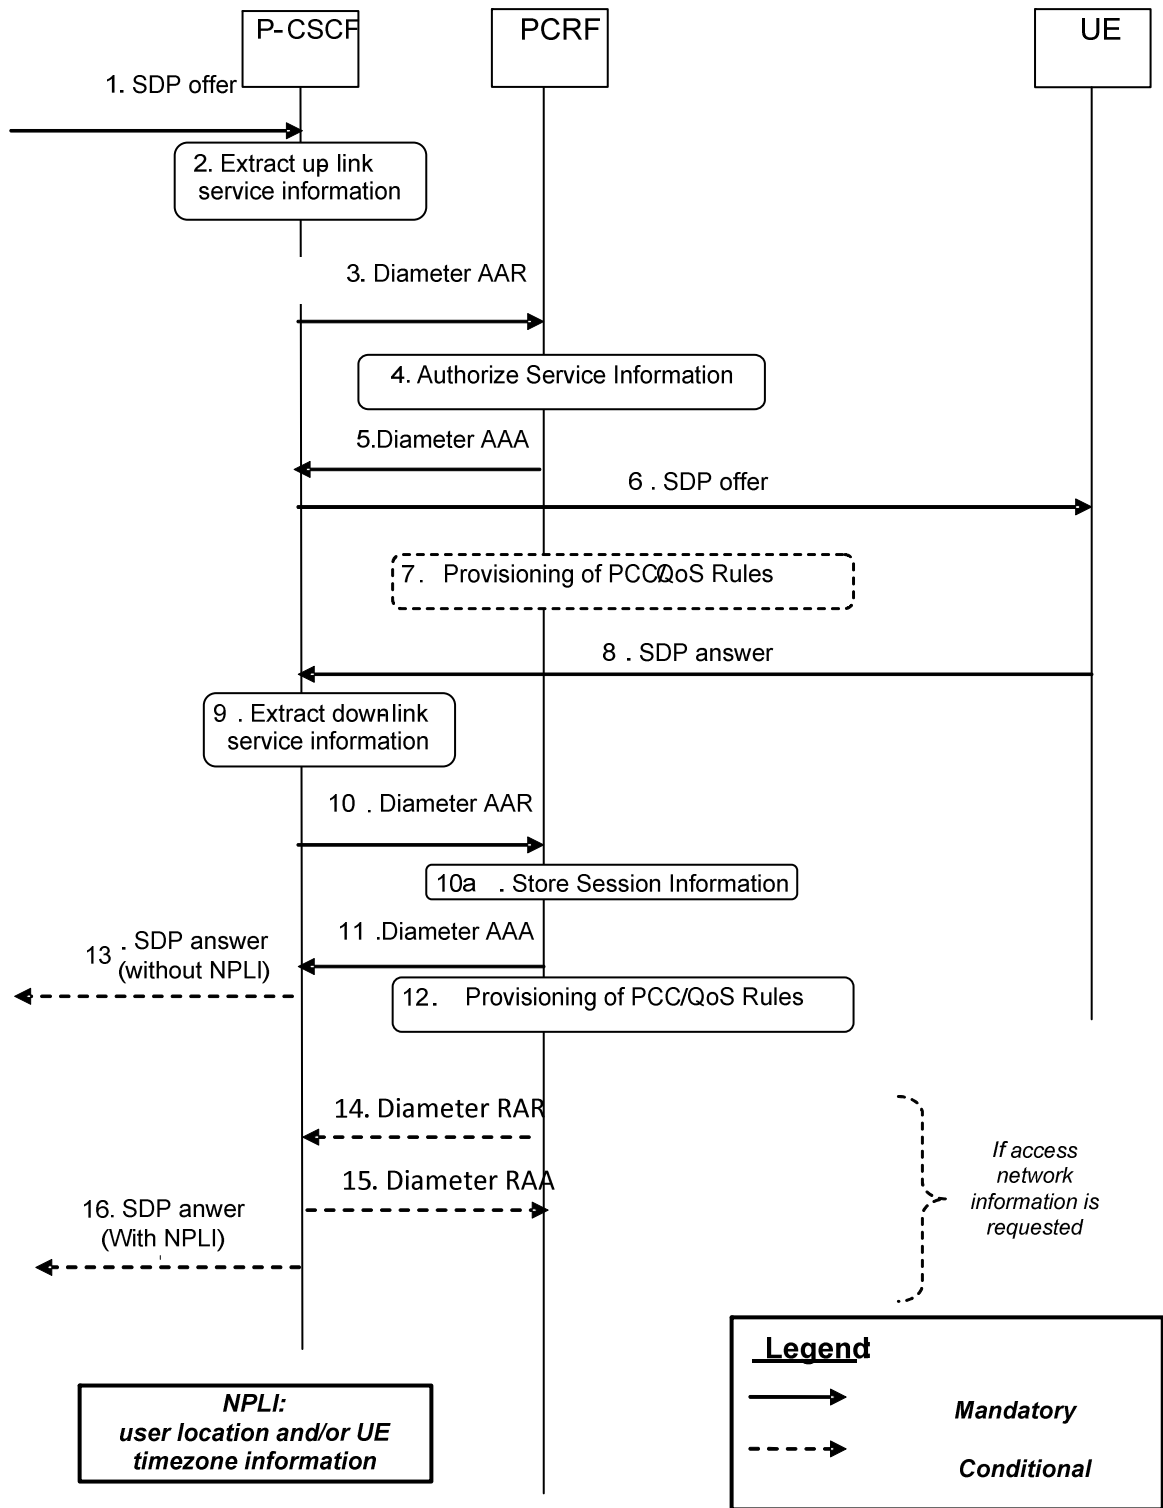 P-CSCF
PCRF
UE
1. SDP offer
2. Extract up link
service information
3. Diameter AAR
4. Authorize Service Information
5.Diameter AAA
6 . SDP offer
7. Provisioning of PCC/QoS Rules
8 . SDP answer
9 . Extract down-link
service information
10 . Diameter AAR
10a . Store Session Information
11 .Diameter AAA
13 . SDP answer
(without NPLI)
12. Provisioning of PCC/QoS Rules
14. Diameter RAR
15. Diameter RAA
16. SDP anwer
(With NPLI)
If access
network
information is
requested
Legend:
Mandatory
Conditional
NPLI:
user location and/or UE
timezone information